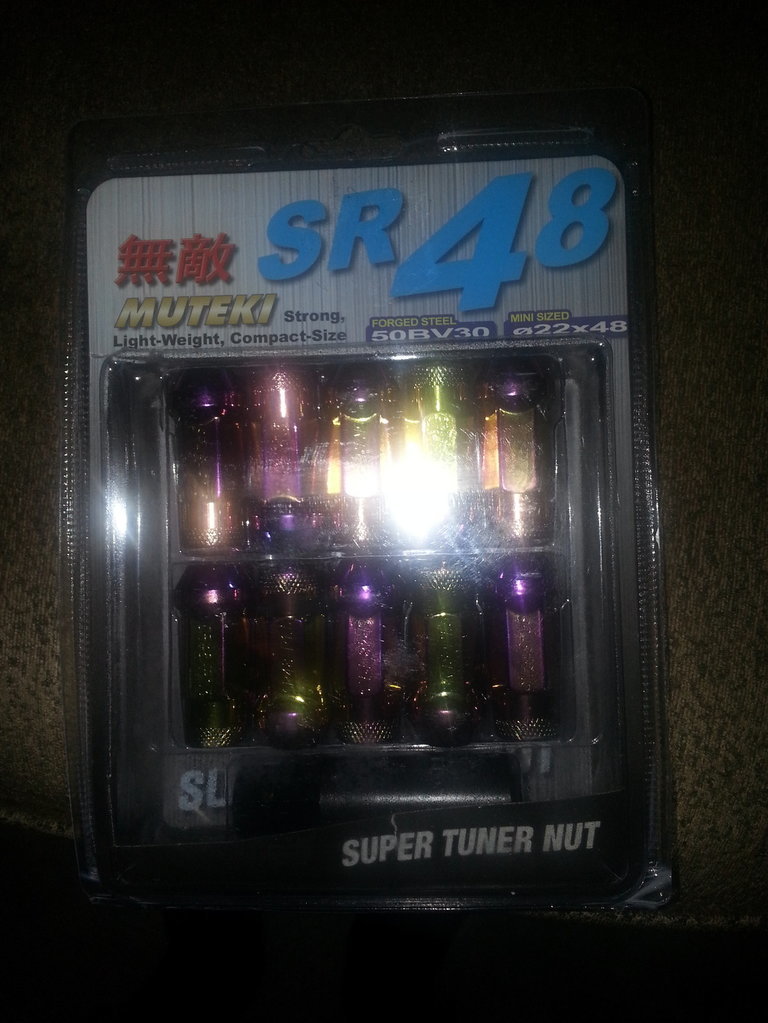 SR48
無敵
MUTEKI
Strong,
Light-Weight, Compact-Size
FORGED STEEL
50BV30
MINI SIZED
ø22x48
SUPER TUNER NUT